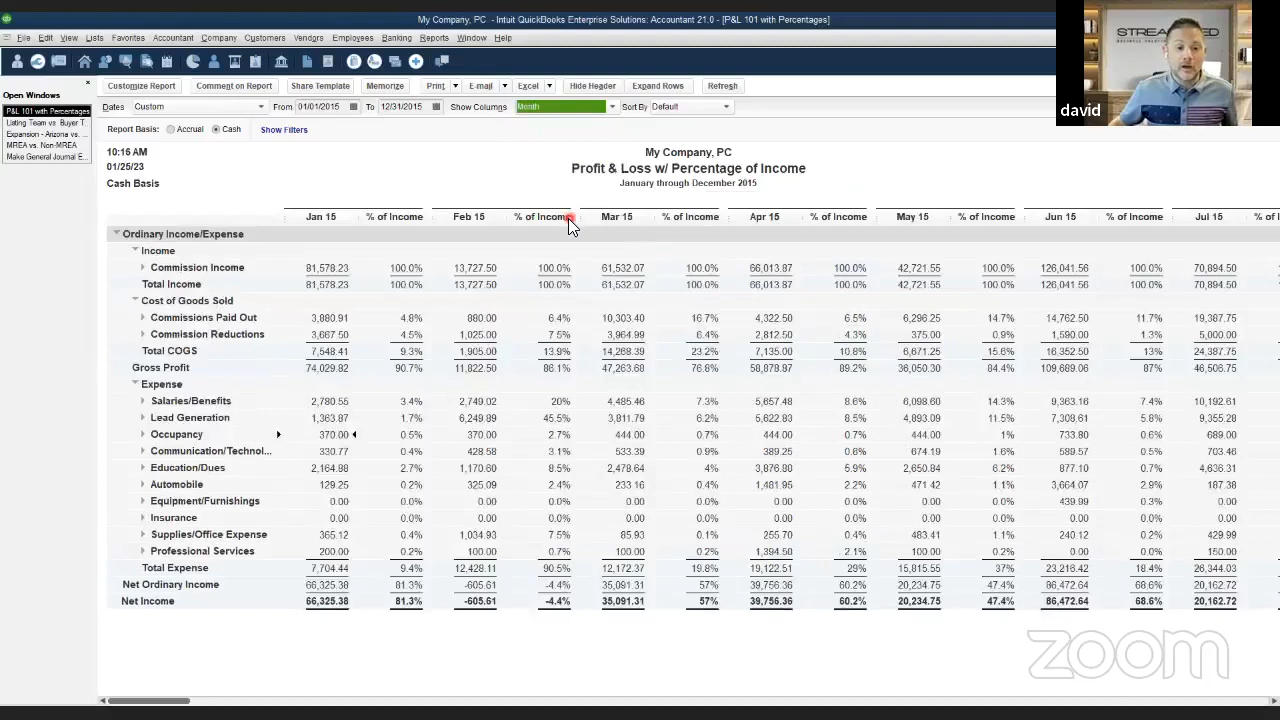 My Company, PC - Intuit QuickBooks Enterprise Solutions: Accountant 21.0 - [P&L 101 with Percentages]
File Edit View Lists Favorites Accountant Company Customers Vendors Employees Banking Reports Window Help
david
Open Windows
P&L 101 with Percentages
Listing Team vs. Buyer T...
Expansion - Arizona vs. ...
MREA vs. Non-MREA
Make General Journal E...
Customize Report Comment on Report Share Template Memorize Print E-mail Excel Hide Header Expand Rows Refresh
Dates Custom From 01/01/2015 To 12/31/2015 Show Columns Month Sort By Default
Report Basis: Accrual Cash Show Filters
10:16 AM
01/25/23
Cash Basis
My Company, PC
Profit & Loss w/ Percentage of Income
January through December 2015
Jan 15 % of Income Feb 15 % of Income Mar 15 % of Income Apr 15 % of Income May 15 % of Income Jun 15 % of Income Jul 15 % of
Ordinary Income/Expense
Income
Commission Income 81,578.23 100.0% 13,727.50 100.0% 61,532.07 100.0% 66,013.87 100.0% 42,721.55 100.0% 126,041.56 100.0% 70,894.50
Total Income 81,578.23 100.0% 13,727.50 100.0% 61,532.07 100.0% 66,013.87 100.0% 42,721.55 100.0% 126,041.56 100.0% 70,894.50
Cost of Goods Sold
Commissions Paid Out 3,880.91 4.8% 880.00 6.4% 10,303.40 16.7% 4,322.50 6.5% 6,296.25 14.7% 14,762.50 11.7% 19,387.75
Commission Reductions 3,667.50 4.5% 1,025.00 7.5% 3,964.99 6.4% 2,812.50 4.3% 375.00 0.9% 1,590.00 1.3% 5,000.00
Total COGS 7,548.41 9.3% 1,905.00 13.9% 14,268.39 23.2% 7,135.00 10.8% 6,671.25 15.6% 16,352.50 13% 24,387.75
Gross Profit 74,029.82 90.7% 11,822.50 86.1% 47,263.68 76.8% 58,878.87 89.2% 36,050.30 84.4% 109,689.06 87% 46,506.75
Expense
Salaries/Benefits 2,780.55 3.4% 2,749.02 20% 4,485.46 7.3% 5,657.48 8.6% 6,098.60 14.3% 9,363.16 7.4% 10,192.61
Lead Generation 1,363.87 1.7% 6,249.89 45.5% 3,811.79 6.2% 5,622.83 8.5% 4,893.09 11.5% 7,308.61 5.8% 9,355.28
Occupancy 370.00 0.5% 370.00 2.7% 444.00 0.7% 444.00 0.7% 444.00 1% 733.80 0.6% 689.00
Communication/Technol... 330.77 0.4% 428.58 3.1% 533.39 0.9% 389.25 0.6% 674.19 1.6% 589.57 0.5% 703.46
Education/Dues 2,164.88 2.7% 1,170.60 8.5% 2,478.64 4% 3,876.80 5.9% 2,650.84 6.2% 877.10 0.7% 4,636.31
Automobile 129.25 0.2% 325.09 2.4% 233.16 0.4% 1,481.95 2.2% 471.42 1.1% 3,664.07 2.9% 187.38
Equipment/Furnishings 0.00 0.0% 0.00 0.0% 0.00 0.0% 0.00 0.0% 0.00 0.0% 439.99 0.3% 0.00
Insurance 0.00 0.0% 0.00 0.0% 0.00 0.0% 0.00 0.0% 0.00 0.0% 0.00 0.0% 0.00
Supplies/Office Expense 365.12 0.4% 1,034.93 7.5% 85.93 0.1% 255.70 0.4% 483.41 1.1% 240.12 0.2% 429.99
Professional Services 200.00 0.2% 100.00 0.7% 100.00 0.2% 1,394.50 2.1% 100.00 0.2% 0.00 0.0% 150.00
Total Expense 7,704.44 9.4% 12,428.11 90.5% 12,172.37 19.8% 19,122.51 29% 15,815.55 37% 23,216.42 18.4% 26,344.03
Net Ordinary Income 66,325.38 81.3% -605.61 -4.4% 35,091.31 57% 39,756.36 60.2% 20,234.75 47.4% 86,472.64 68.6% 20,162.72
Net Income 66,325.38 81.3% -605.61 -4.4% 35,091.31 57% 39,756.36 60.2% 20,234.75 47.4% 86,472.64 68.6% 20,162.72
zoom